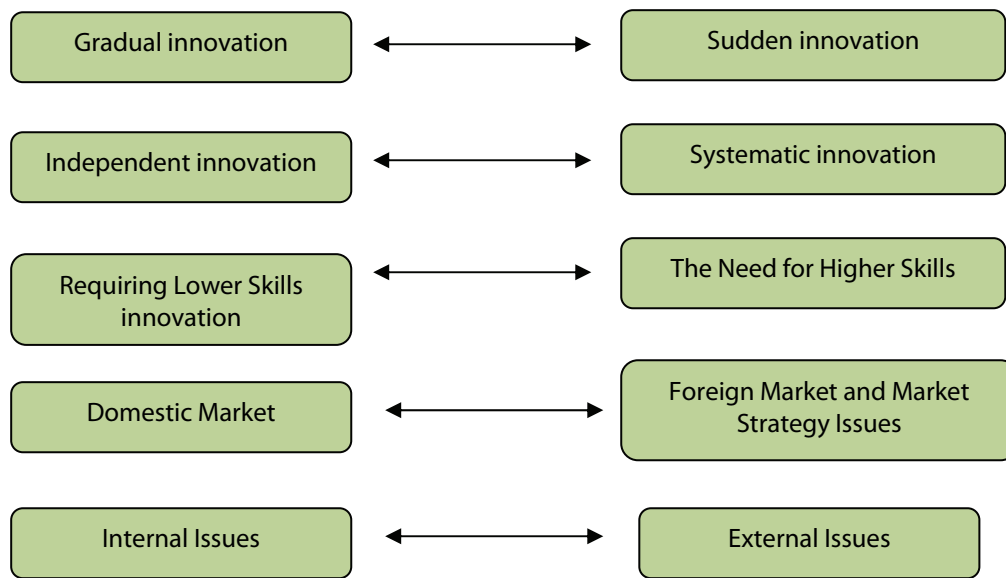 Gradual innovation
Sudden innovation
Independent innovation
Systematic innovation
Requiring Lower Skills
innovation
The Need for Higher Skills
Domestic Market
Foreign Market and Market
Strategy Issues
Internal Issues
External Issues